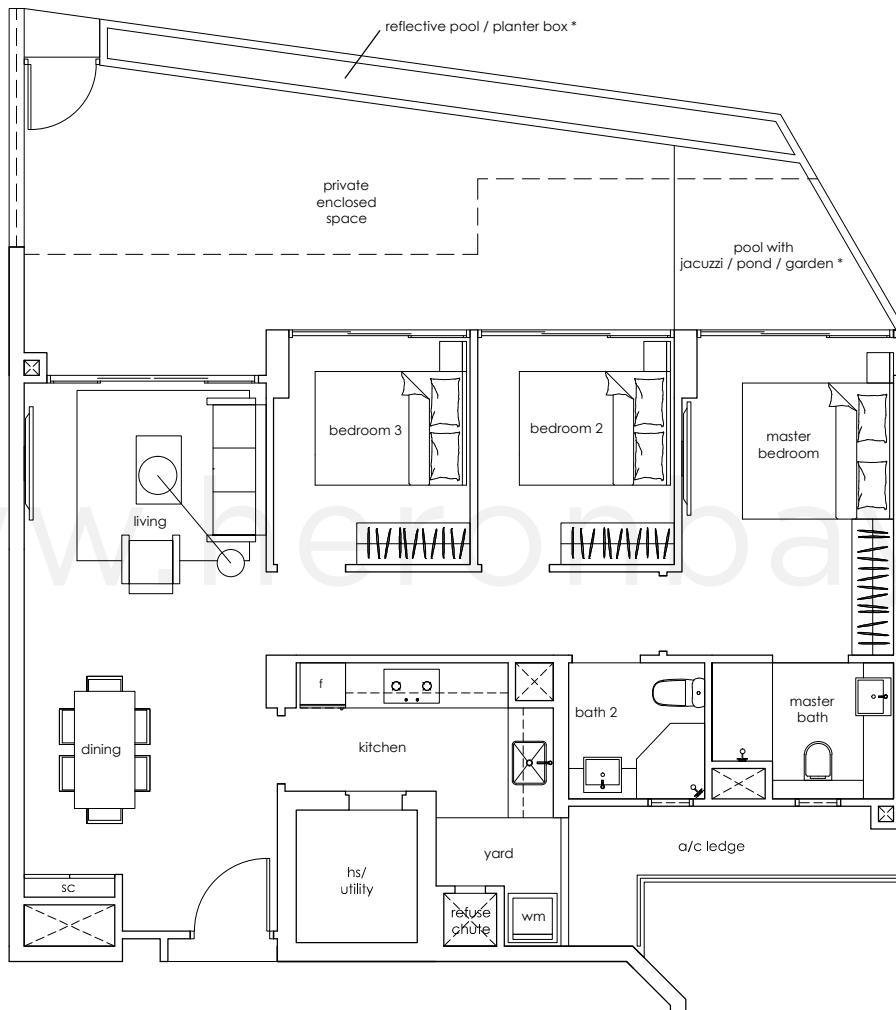 reflective pool / planter box *
private
enclosed
space
pool with
jacuzzi / pond / garden *
bedroom 3
bedroom 2
master
bedroom
living
w.heronba
f
bath 2
master
bath
dining
kitchen
yard
a/c ledge
hs/
utility
sc
refuse
chute
wm